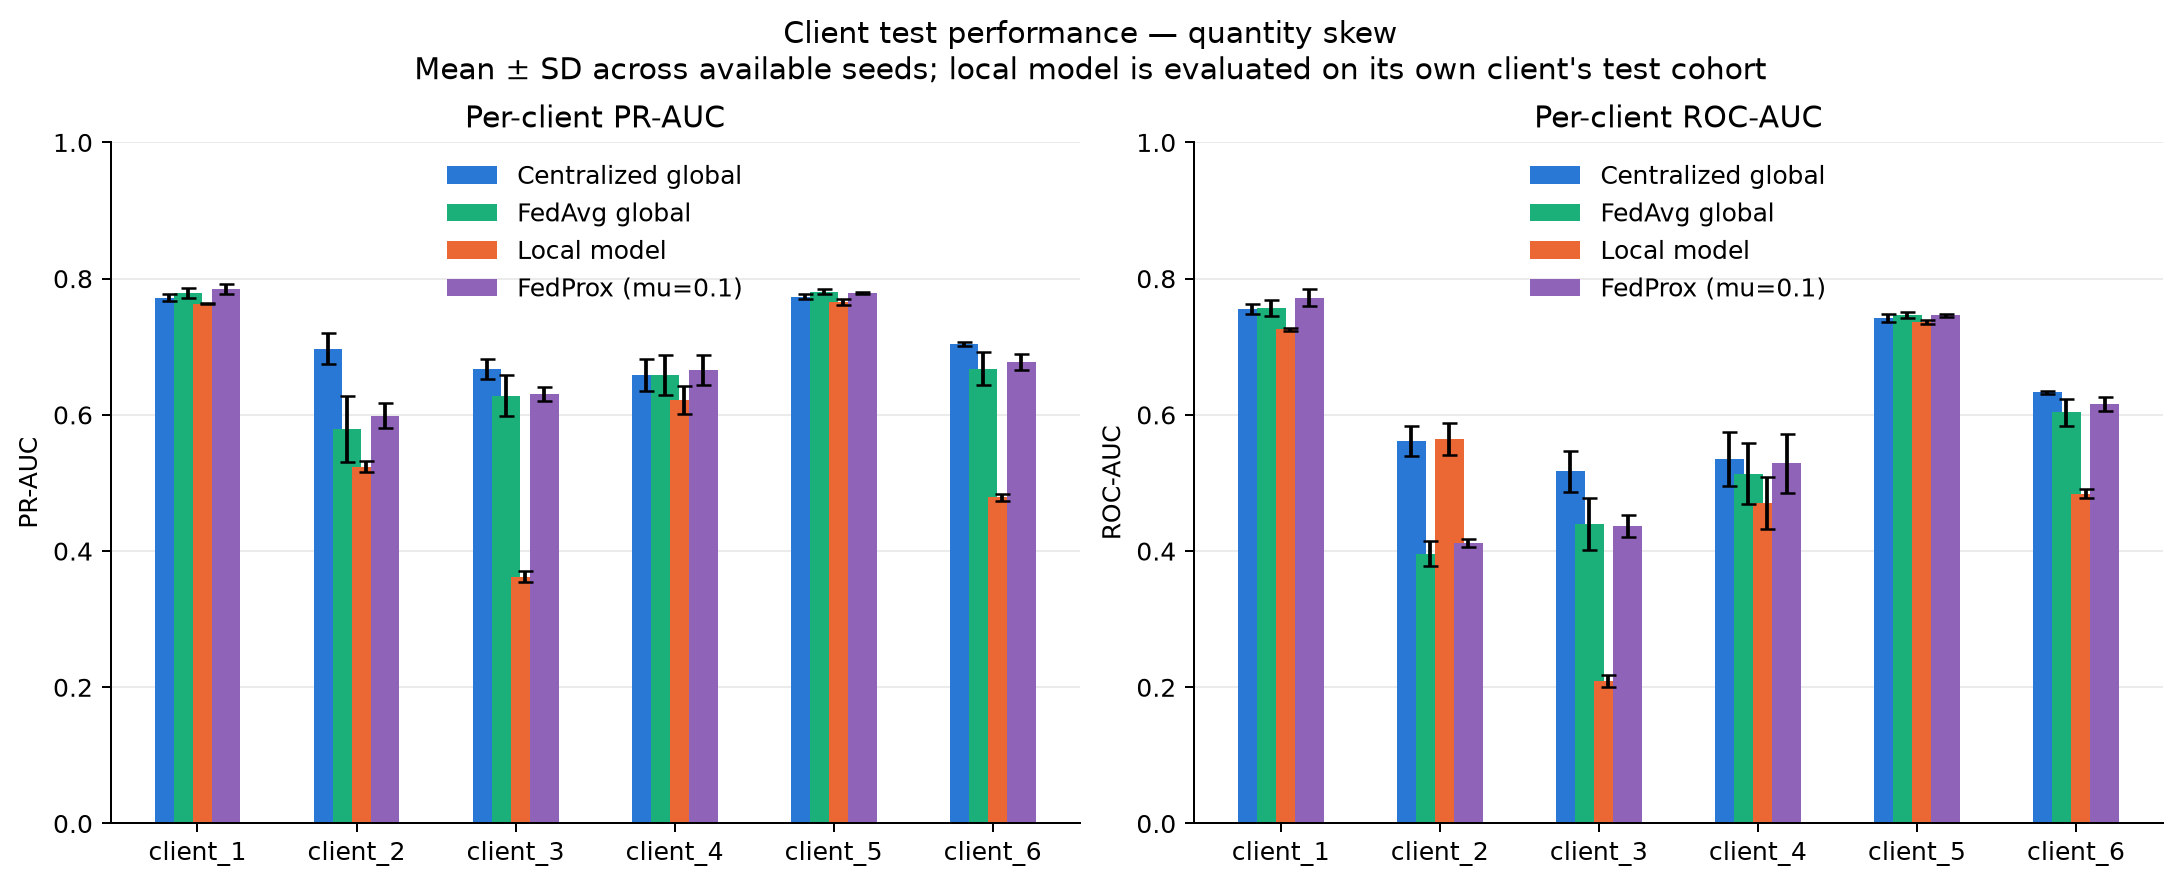 Client test performance — quantity skew
Mean ± SD across available seeds; local model is evaluated on its own client's test cohort
Per-client PR-AUC
1.0
0.8
0.6
0.4
0.2
0.0
PR-AUC
Centralized global
FedAvg global
Local model
FedProx (mu=0.1)
client_1
client_2
client_3
client_4
client_5
client_6
Per-client ROC-AUC
1.0
0.8
0.6
0.4
0.2
0.0
ROC-AUC
Centralized global
FedAvg global
Local model
FedProx (mu=0.1)
client_1
client_2
client_3
client_4
client_5
client_6